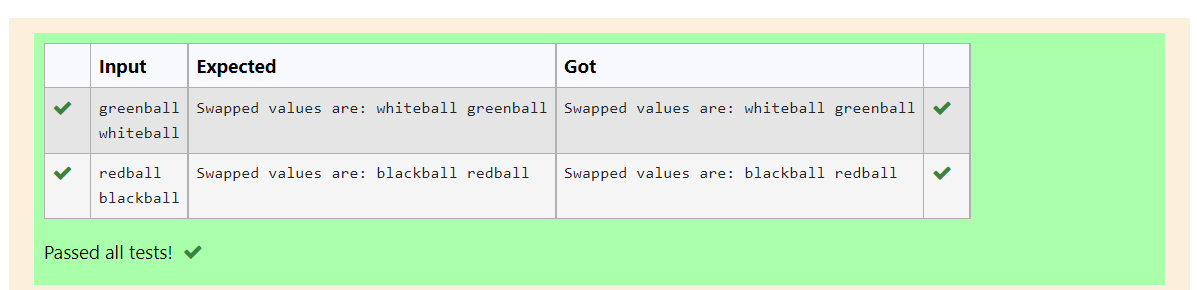 Input Expected Got
greenball Swapped values are: whiteball greenball Swapped values are: whiteball greenball
whiteball
redball Swapped values are: blackball redball Swapped values are: blackball redball
blackball
Passed all tests!